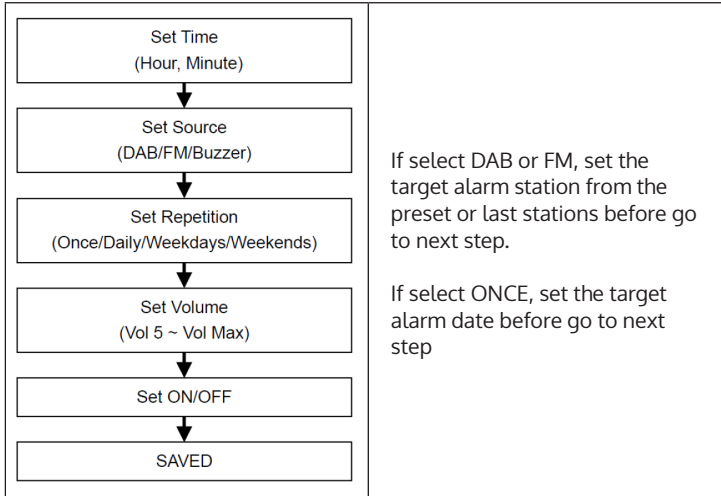 Set Time
(Hour, Minute)
Set Source
(DAB/FM/Buzzer)
Set Repetition
(Once/Daily/Weekdays/Weekends)
Set Volume
(Vol 5 ~ Vol Max)
Set ON/OFF
SAVED
If select DAB or FM, set the
target alarm station from the
preset or last stations before go
to next step.
If select ONCE, set the target
alarm date before go to next
step